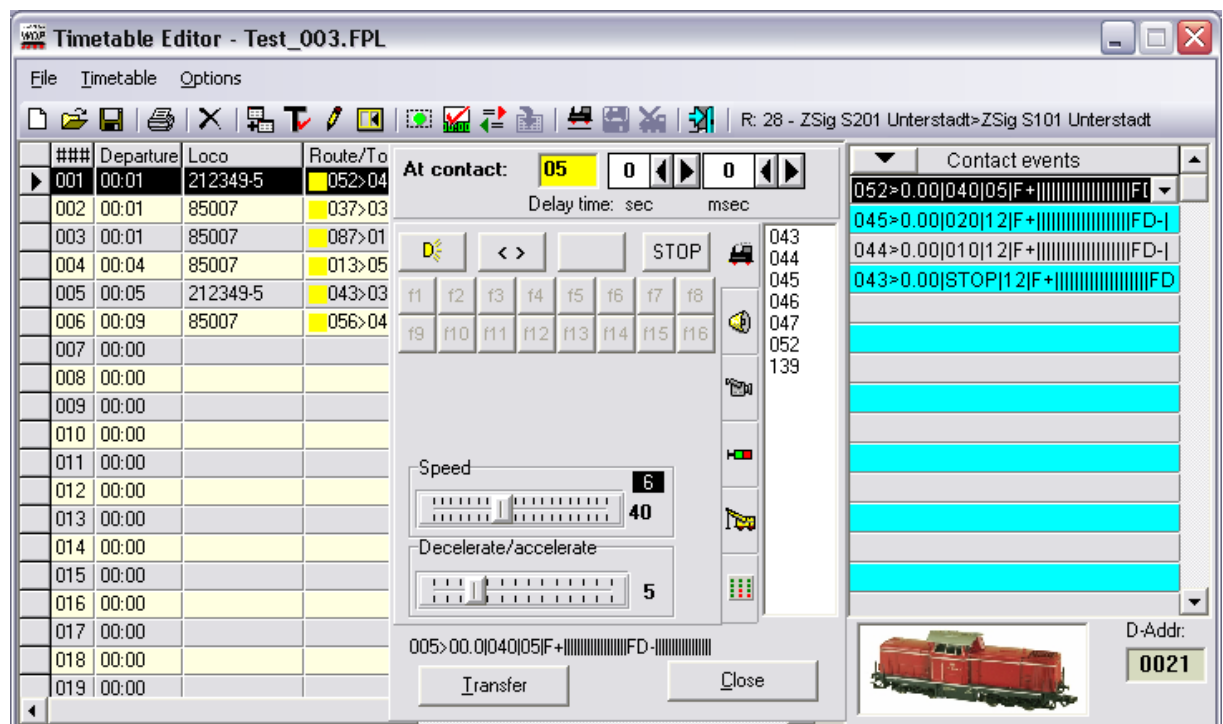 Timetable Editor - Test_003.FPL
File Timetable Options
R: 28 - ZSig S201 Unterstadt>ZSig S101 Unterstadt
### Departure Loco Route/To
001 00:01 212349-5 052>04
002 00:01 85007 037>03
003 00:01 85007 087>01
004 00:04 85007 013>05
005 00:05 212349-5 043>03
006 00:09 85007 056>04
007 00:00
008 00:00
009 00:00
010 00:00
011 00:00
012 00:00
013 00:00
014 00:00
015 00:00
016 00:00
017 00:00
018 00:00
019 00:00
At contact: 05 0 0
Delay time: sec msec
D < > STOP
f1 f2 f3 f4 f5 f6 f7 f8
f9 f10 f11 f12 f13 f14 f15 f16
043
044
045
046
047
052
139
Speed
6
40
Decelerate/accelerate
5
005>00.0|040|05|F+||||||||||||||||||FD-||||||||||||||||
Transfer
Close
Contact events
052>0.00|040|05|F+||||||||||||||||||||F[
045>0.00|020|12|F+||||||||||||||||||||FD-|
044>0.00|010|12|F+||||||||||||||||||||FD-|
043>0.00|STOP|12|F+||||||||||||||||||||FD
D-Addr:
0021